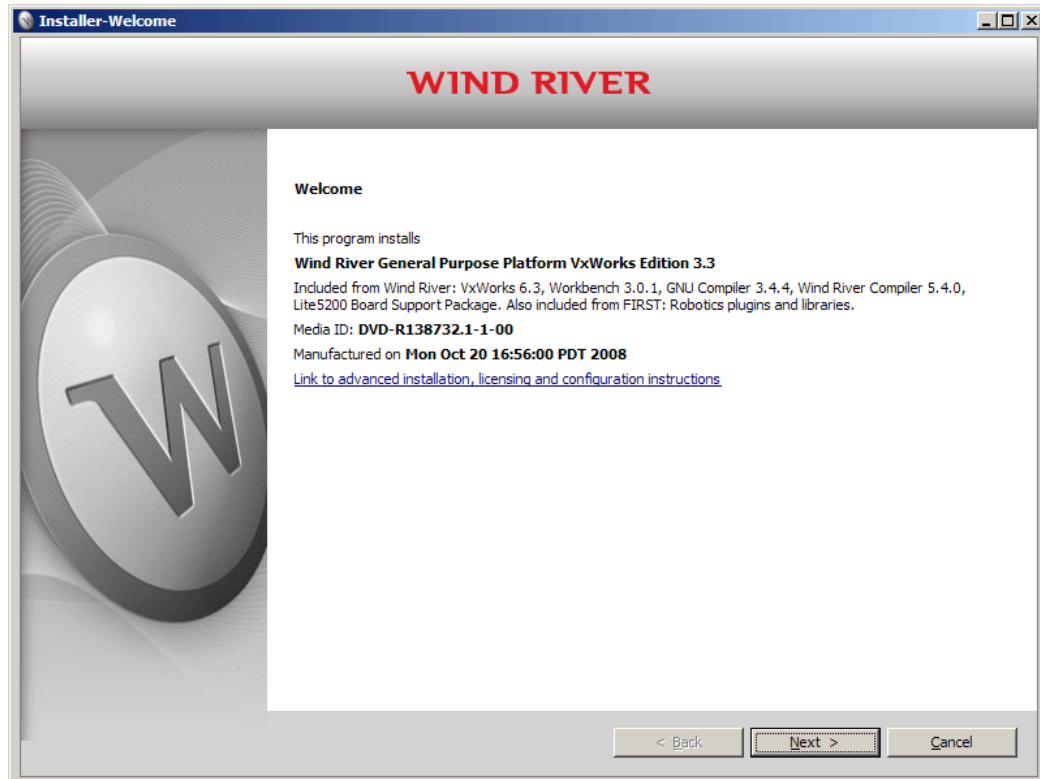 Installer-Welcome
WIND RIVER
Welcome
This program installs
Wind River General Purpose Platform VxWorks Edition 3.3
Included from Wind River: VxWorks 6.3, Workbench 3.0.1, GNU Compiler 3.4.4, Wind River Compiler 5.4.0,
Lite5200 Board Support Package. Also included from FIRST: Robotics plugins and libraries.
Media ID: DVD-R138732.1-1-00
Manufactured on Mon Oct 20 16:56:00 PDT 2008
Link to advanced installation, licensing and configuration instructions
W
< Back Next > Cancel